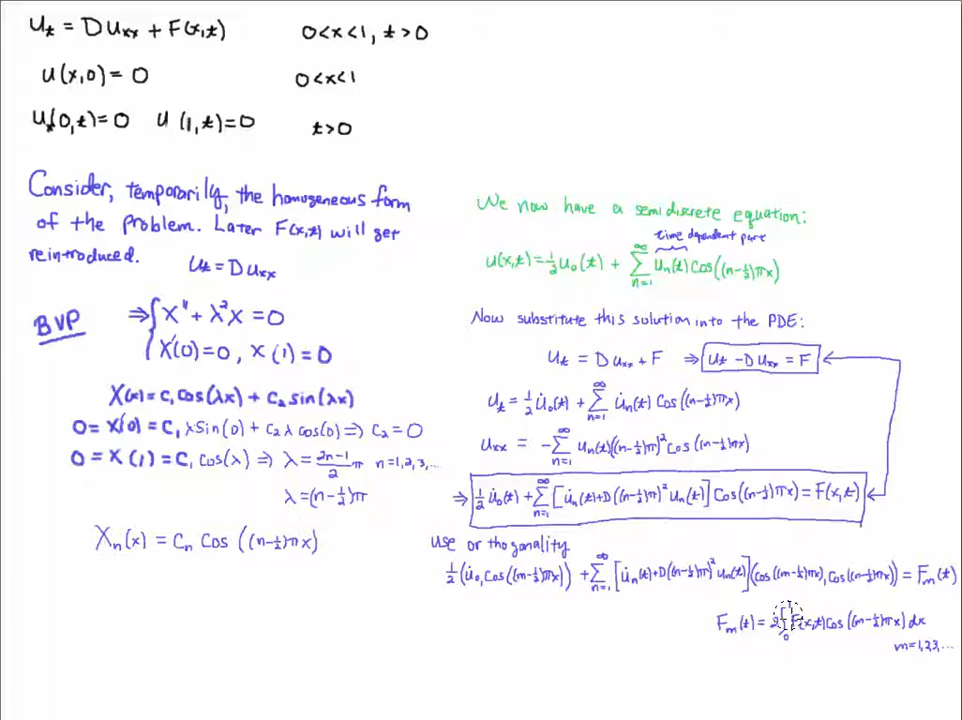 u_t = D u_xx + F(x,t)    0<x<1, t>0
u(x,0) = 0    0<x<1
u_x(0,t)=0  u(1,t)=0    t>0
Consider, temporarily, the homogeneous form
of the problem. Later F(x,t) will get
reintroduced.
u_t = D u_xx
BVP
⇒ { X'' + λ²X = 0
X'(0)=0, X(1)=0
X(x)= C₁cos(λx) + C₂ sin(λx)
0 = X'(0) = C₁ λ sin(0) + C₂ λ cos(0) ⇒ C₂ = 0
0 = X(1) = C₁ cos(λ) ⇒ λ = (2n-1)/2 π  n=1,2,3,...
λ = (n-½)π
X_n(x) = C_n Cos((n-½)πx)
We now have a semidiscrete equation:
time dependent part
u(x,t) = ½u₀(t) + Σ_{n=1}^∞ u_n(t) Cos((n-½)πx)
Now substitute this solution into the PDE:
u_t = D u_xx + F ⇒ u_t - D u_xx = F
u_t = ½ u̇₀(t) + Σ_{n=1}^∞ u̇_n(t) Cos((n-½)πx)
u_xx = -Σ_{n=1}^∞ u_n(t)((n-½)π)² Cos((n-½)πx)
⇒ ½ u̇₀(t) + Σ_{n=1}^∞ [u̇_n(t)+D((n-½)π)² u_n(t)] Cos((n-½)πx) = F(x,t)
Use orthogonality
½(u̇₀, Cos((m-½)πx)) + Σ_{n=1}^∞ [u̇_n(t)+D((n-½)π)² u_n(t)](Cos((m-½)πx), Cos((n-½)πx)) = F_m(t)
F_m(t) = 2∫₀¹ F(x,t) Cos((m-½)πx) dx
m=1,2,3,...